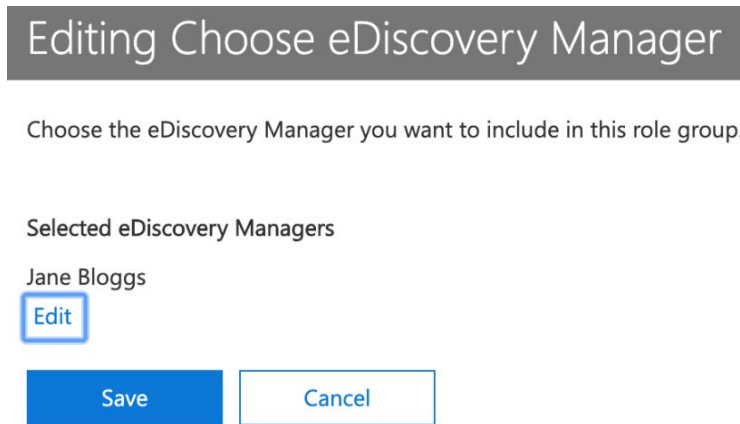 Editing Choose eDiscovery Manager
Choose the eDiscovery Manager you want to include in this role group.
Selected eDiscovery Managers
Jane Bloggs
Edit
Save Cancel